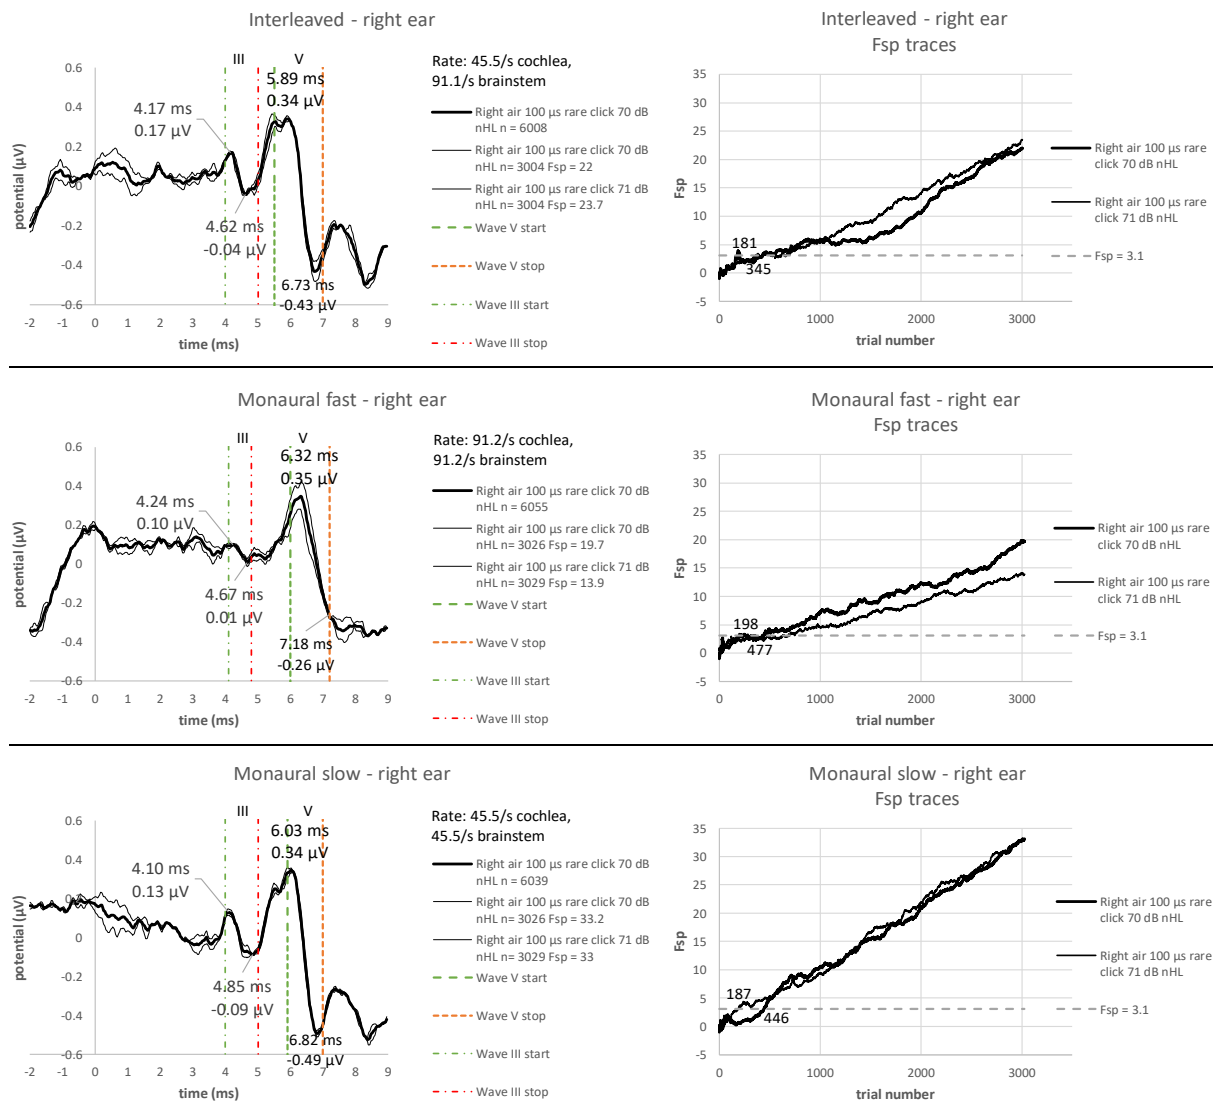 Interleaved - right ear
III
V
5.89 ms
0.34 µV
4.17 ms
0.17 µV
4.62 ms
-0.04 µV
6.73 ms
-0.43 µV
0.6
0.4
0.2
0
-0.2
-0.4
-0.6
potential (µV)
-2 -1 0 1 2 3 4 5 6 7 8 9
time (ms)
Rate: 45.5/s cochlea,
91.1/s brainstem
Right air 100 µs rare click 70 dB
nHL n = 6008
Right air 100 µs rare click 70 dB
nHL n= 3004 Fsp = 22
Right air 100 µs rare click 71 dB
nHL n= 3004 Fsp = 23.7
Wave V start
Wave V stop
Wave III start
Wave III stop
Interleaved - right ear
Fsp traces
35
30
25
20
15
10
5
0
-5
Fsp
181
345
0 1000 2000 3000
trial number
Right air 100 µs rare
click 70 dB nHL
Right air 100 µs rare
click 71 dB nHL
Fsp = 3.1
Monaural fast - right ear
III
V
6.32 ms
0.35 µV
4.24 ms
0.10 µV
4.67 ms
0.01 µV
7.18 ms
-0.26 µV
0.6
0.4
0.2
0
-0.2
-0.4
-0.6
potential (µV)
-2 -1 0 1 2 3 4 5 6 7 8 9
time (ms)
Rate: 91.2/s cochlea,
91.2/s brainstem
Right air 100 µs rare click 70 dB
nHL n = 6055
Right air 100 µs rare click 70 dB
nHL n= 3026 Fsp = 19.7
Right air 100 µs rare click 71 dB
nHL n= 3029 Fsp = 13.9
Wave V start
Wave V stop
Wave III start
Wave III stop
Monaural fast - right ear
Fsp traces
35
30
25
20
15
10
5
0
-5
Fsp
198
477
0 1000 2000 3000
trial number
Right air 100 µs rare
click 70 dB nHL
Right air 100 µs rare
click 71 dB nHL
Fsp = 3.1
Monaural slow - right ear
III
V
6.03 ms
0.34 µV
4.10 ms
0.13 µV
4.85 ms
-0.09 µV
6.82 ms
-0.49 µV
0.6
0.4
0.2
0
-0.2
-0.4
-0.6
potential (µV)
-2 -1 0 1 2 3 4 5 6 7 8 9
time (ms)
Rate: 45.5/s cochlea,
45.5/s brainstem
Right air 100 µs rare click 70 dB
nHL n = 6039
Right air 100 µs rare click 70 dB
nHL n= 3026 Fsp = 33.2
Right air 100 µs rare click 71 dB
nHL n= 3029 Fsp = 33
Wave V start
Wave V stop
Wave III start
Wave III stop
Monaural slow - right ear
Fsp traces
35
30
25
20
15
10
5
0
-5
Fsp
187
446
0 1000 2000 3000
trial number
Right air 100 µs rare
click 70 dB nHL
Right air 100 µs rare
click 71 dB nHL
Fsp = 3.1